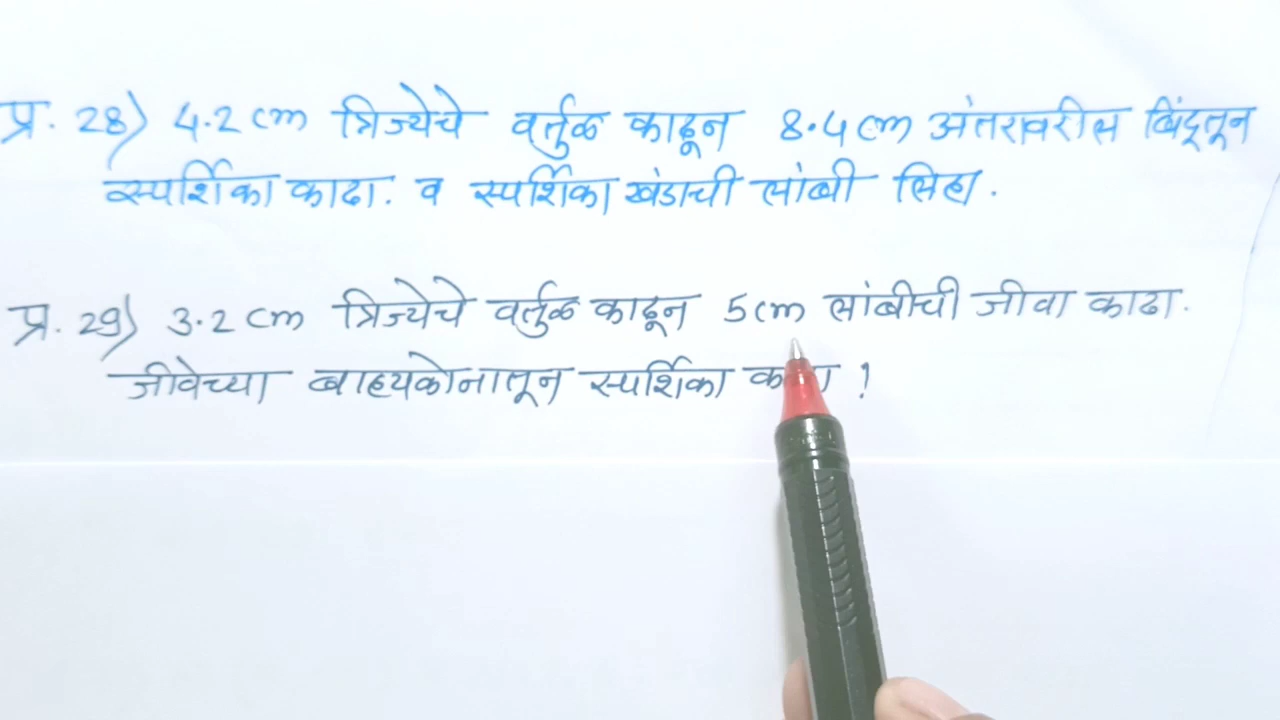 प्र. 28) 4.2 cm त्रिज्येचे वर्तुळ काढून 8.4 cm अंतरावरील बिंदूतून
स्पर्शिका काढा. व स्पर्शिका खंडाची लांबी लिहा.
प्र. 29) 3.2 cm त्रिज्येचे वर्तुळ काढून 5 cm लांबीची जीवा काढा.
जीवेच्या बाह्यकोनातून स्पर्शिका !